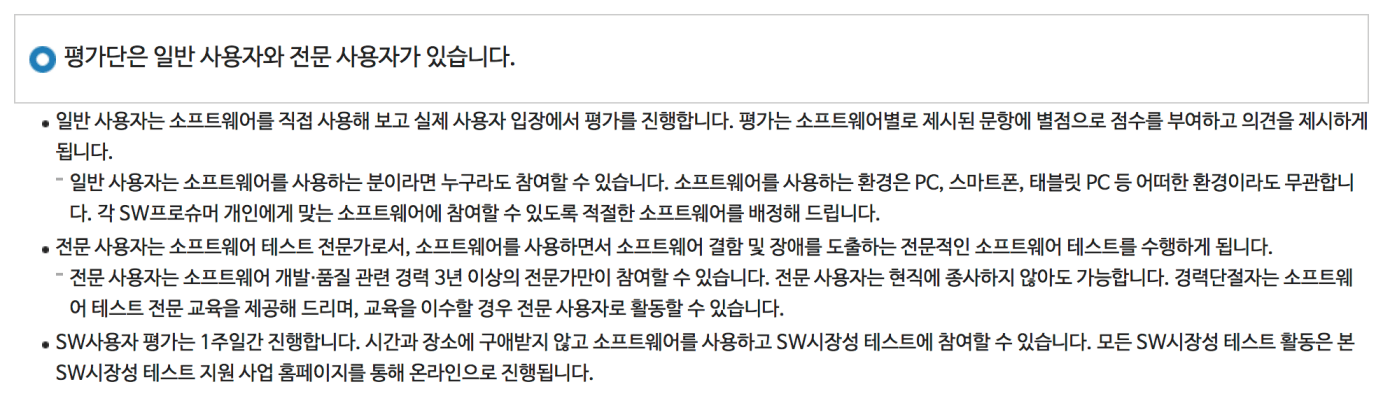 평가단은 일반 사용자와 전문 사용자가 있습니다.
일반 사용자는 소프트웨어를 직접 사용해 보고 실제 사용자 입장에서 평가를 진행합니다. 평가는 소프트웨어별로 제시된 문항에 별점으로 점수를 부여하고 의견을 제시하게
됩니다.
- 일반 사용자는 소프트웨어를 사용하는 분이라면 누구라도 참여할 수 있습니다. 소프트웨어를 사용하는 환경은 PC, 스마트폰, 태블릿 PC 등 어떠한 환경이라도 무관합니
다. 각 SW프로슈머 개인에게 맞는 소프트웨어에 참여할 수 있도록 적절한 소프트웨어를 배정해 드립니다.
전문 사용자는 소프트웨어 테스트 전문가로서, 소프트웨어를 사용하면서 소프트웨어 결함 및 장애를 도출하는 전문적인 소프트웨어 테스트를 수행하게 됩니다.
- 전문 사용자는 소프트웨어 개발·품질 관련 경력 3년 이상의 전문가만이 참여할 수 있습니다. 전문 사용자는 현직에 종사하지 않아도 가능합니다. 경력단절자는 소프트웨
어 테스트 전문 교육을 제공해 드리며, 교육을 이수할 경우 전문 사용자로 활동할 수 있습니다.
SW사용자 평가는 1주일간 진행합니다. 시간과 장소에 구애받지 않고 소프트웨어를 사용하고 SW시장성 테스트에 참여할 수 있습니다. 모든 SW시장성 테스트 활동은 본
SW시장성 테스트 지원 사업 홈페이지를 통해 온라인으로 진행됩니다.